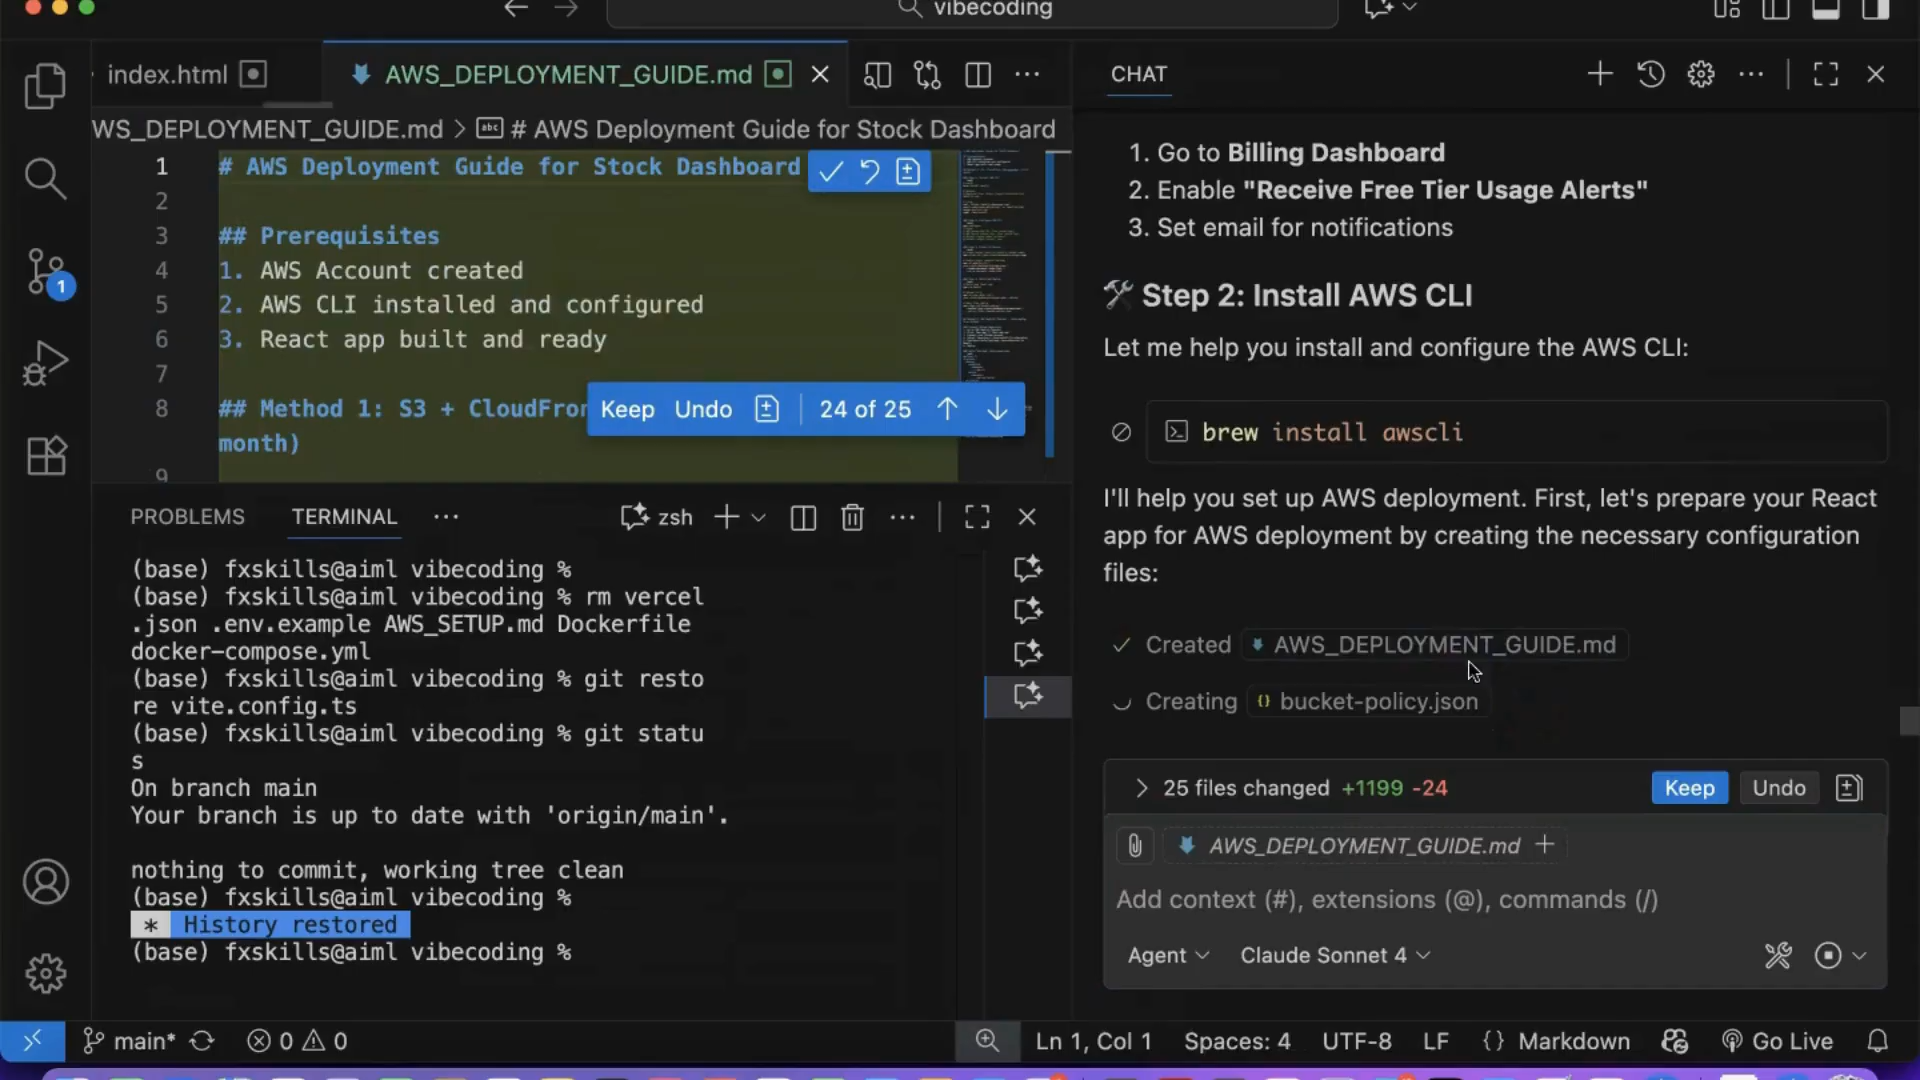 vibecoding
index.html
AWS_DEPLOYMENT_GUIDE.md
WS_DEPLOYMENT_GUIDE.md > # AWS Deployment Guide for Stock Dashboard
1 # AWS Deployment Guide for Stock Dashboard
2
3 ## Prerequisites
4 1. AWS Account created
5 2. AWS CLI installed and configured
6 3. React app built and ready
7
8 ## Method 1: S3 + CloudFron
month)
9
Keep Undo 24 of 25
1
PROBLEMS TERMINAL
zsh
(base) fxskills@aiml vibecoding %
(base) fxskills@aiml vibecoding % rm vercel
.json .env.example AWS_SETUP.md Dockerfile
docker-compose.yml
(base) fxskills@aiml vibecoding % git resto
re vite.config.ts
(base) fxskills@aiml vibecoding % git statu
s
On branch main
Your branch is up to date with 'origin/main'.
nothing to commit, working tree clean
(base) fxskills@aiml vibecoding %
* History restored
(base) fxskills@aiml vibecoding %
CHAT
1. Go to Billing Dashboard
2. Enable "Receive Free Tier Usage Alerts"
3. Set email for notifications
🛠️ Step 2: Install AWS CLI
Let me help you install and configure the AWS CLI:
brew install awscli
I'll help you set up AWS deployment. First, let's prepare your React
app for AWS deployment by creating the necessary configuration
files:
Created AWS_DEPLOYMENT_GUIDE.md
Creating {} bucket-policy.json
25 files changed +1199 -24
Keep Undo
AWS_DEPLOYMENT_GUIDE.md +
Add context (#), extensions (@), commands (/)
Agent Claude Sonnet 4
main* 0 0
Ln 1, Col 1 Spaces: 4 UTF-8 LF {} Markdown Go Live